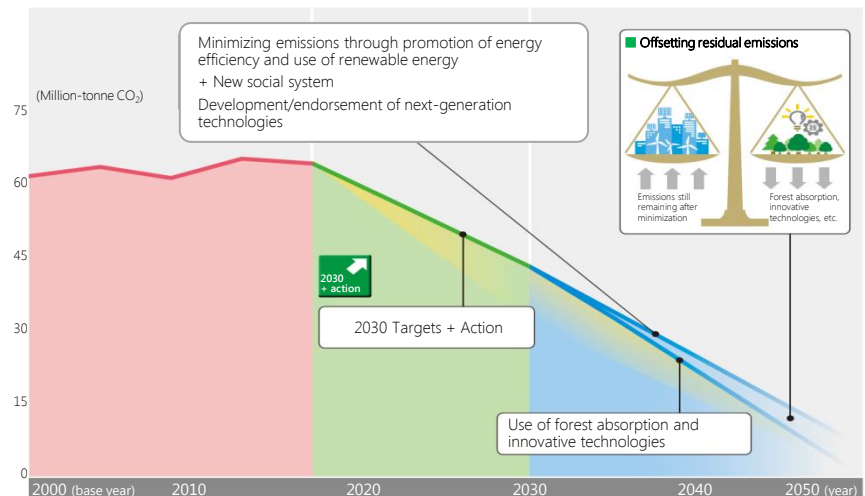 Minimizing emissions through promotion of energy
efficiency and use of renewable energy
+ New social system
Development/endorsement of next-generation
technologies
Offsetting residual emissions
Emissions still
remaining after
minimization
Forest absorption,
innovative
technologies, etc.
(Million-tonne CO₂)
75
60
45
30
15
0
2030
+ action
2030 Targets + Action
Use of forest absorption and
innovative technologies
2000 (base year) 2010 2020 2030 2040 2050 (year)